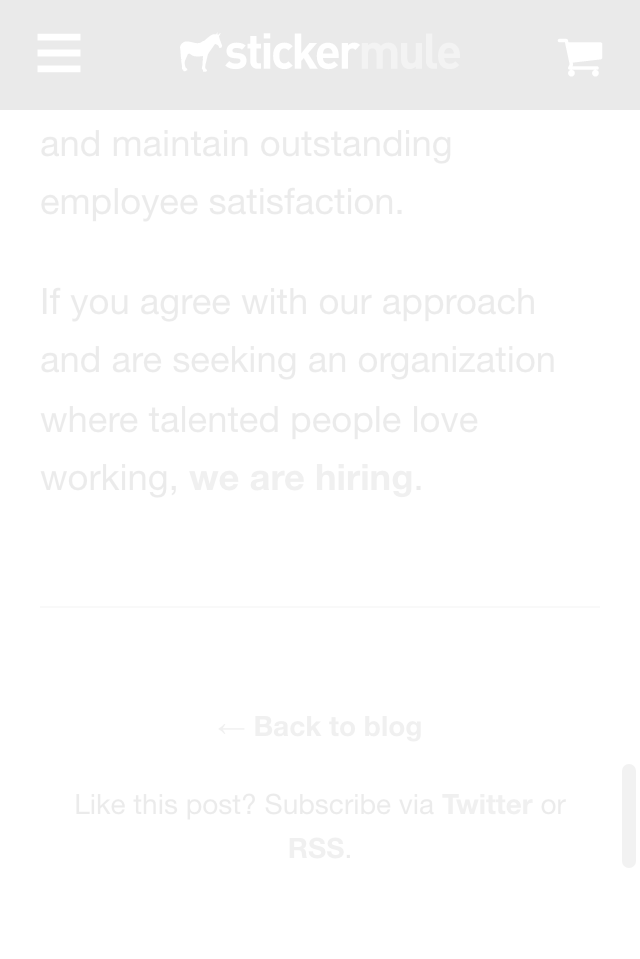 stickermule
and maintain outstanding
employee satisfaction.
If you agree with our approach
and are seeking an organization
where talented people love
working, we are hiring.
← Back to blog
Like this post? Subscribe via Twitter or
RSS.